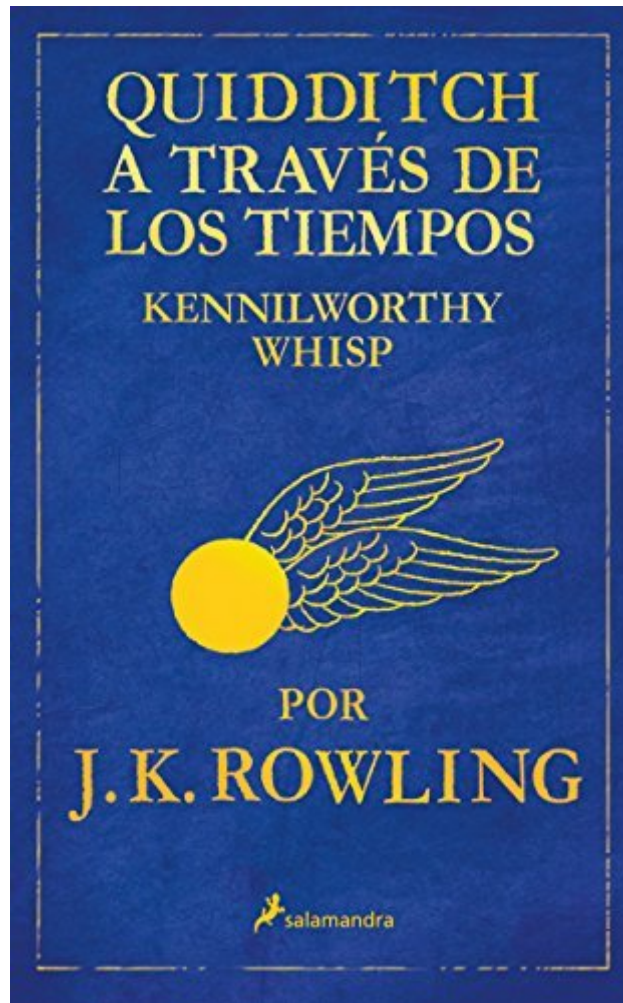 QUIDDITCH
A TRAVÉS DE
LOS TIEMPOS
KENNILWORTHY
WHISP
POR
J. K. ROWLING
salamandra